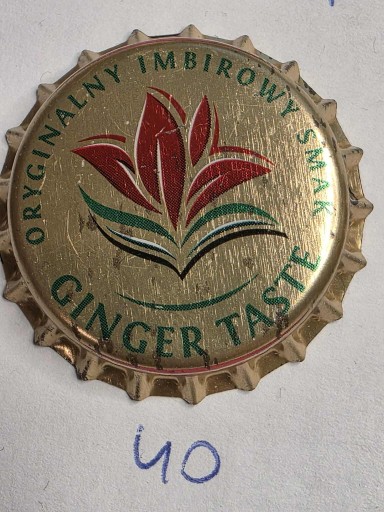 ORYGINALNY IMBIROWY SMAK
GINGER TASTE
40